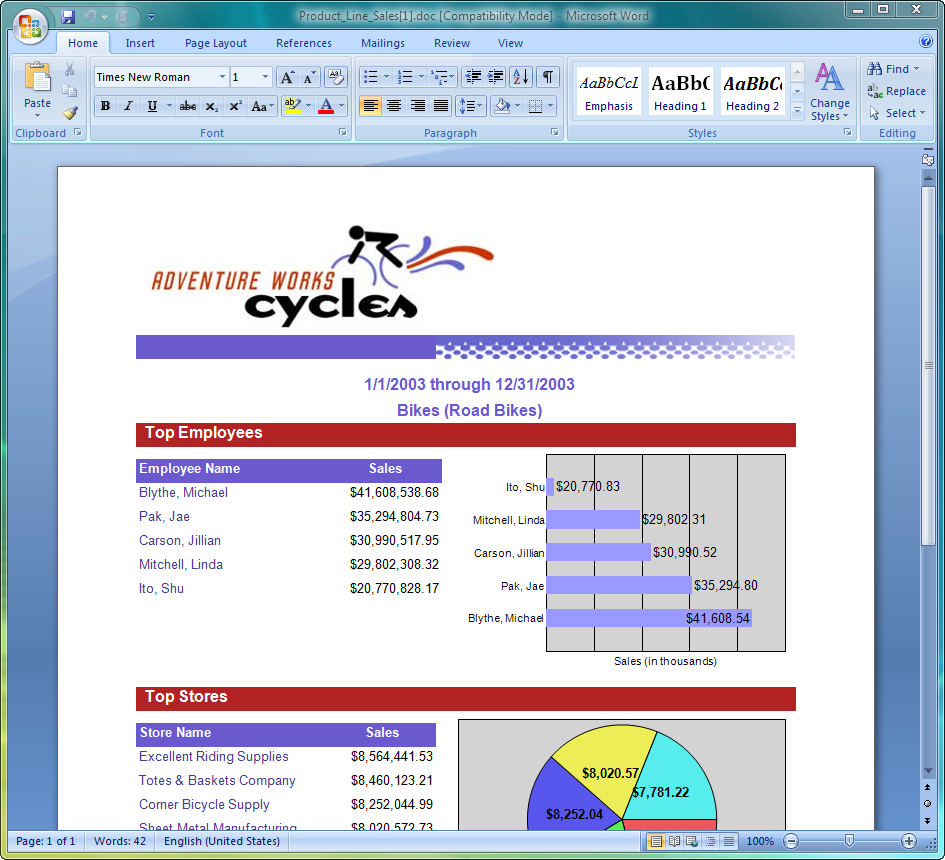 Product_Line_Sales[1].doc [Compatibility Mode] - Microsoft Word
Home Insert Page Layout References Mailings Review View
Times New Roman 1
Paste
B I U abc x₂ x² Aa ab A
AaBbCcI AaBb( AaBbC
Emphasis Heading 1 Heading 2
Change Styles
Find
Replace
Select
Clipboard Font Paragraph Styles Editing
ADVENTURE WORKS
cycles
1/1/2003 through 12/31/2003
Bikes (Road Bikes)
Top Employees
Employee Name Sales
Blythe, Michael $41,608,538.68
Pak, Jae $35,294,804.73
Carson, Jillian $30,990,517.95
Mitchell, Linda $29,802,308.32
Ito, Shu $20,770,828.17
Ito, Shu $20,770.83
Mitchell, Linda $29,802.31
Carson, Jillian $30,990.52
Pak, Jae $35,294.80
Blythe, Michael $41,608.54
Sales (in thousands)
Top Stores
Store Name Sales
Excellent Riding Supplies $8,564,441.53
Totes & Baskets Company $8,460,123.21
Corner Bicycle Supply $8,252,044.99
Sheet Metal Manufacturing $8,020,572.73
$8,020.57
$7,781.22
$8,252.04
Page: 1 of 1 Words: 42 English (United States) 100%